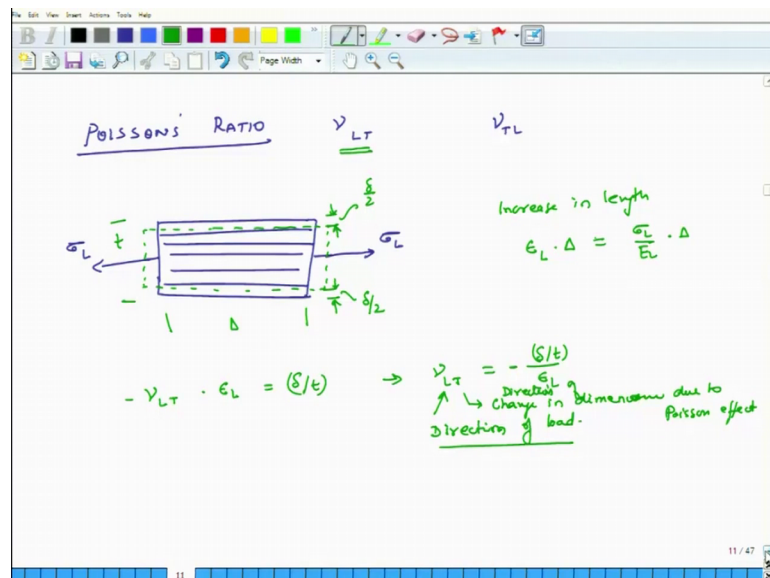 File Edit View Insert Actions Tools Help
B I
Page Width
POISSON'S RATIO ν_LT ν_TL
δ/2
Increase in length
t
σ_L σ_L
ε_L · Δ = σ_L/E_L · Δ
δ/2
Δ
- ν_LT · ε_L = (δ/t) → ν_LT = - (δ/t)/ε_L
Direction of
Change in dimension due to
Poisson effect
Direction of load.
11 / 47
11